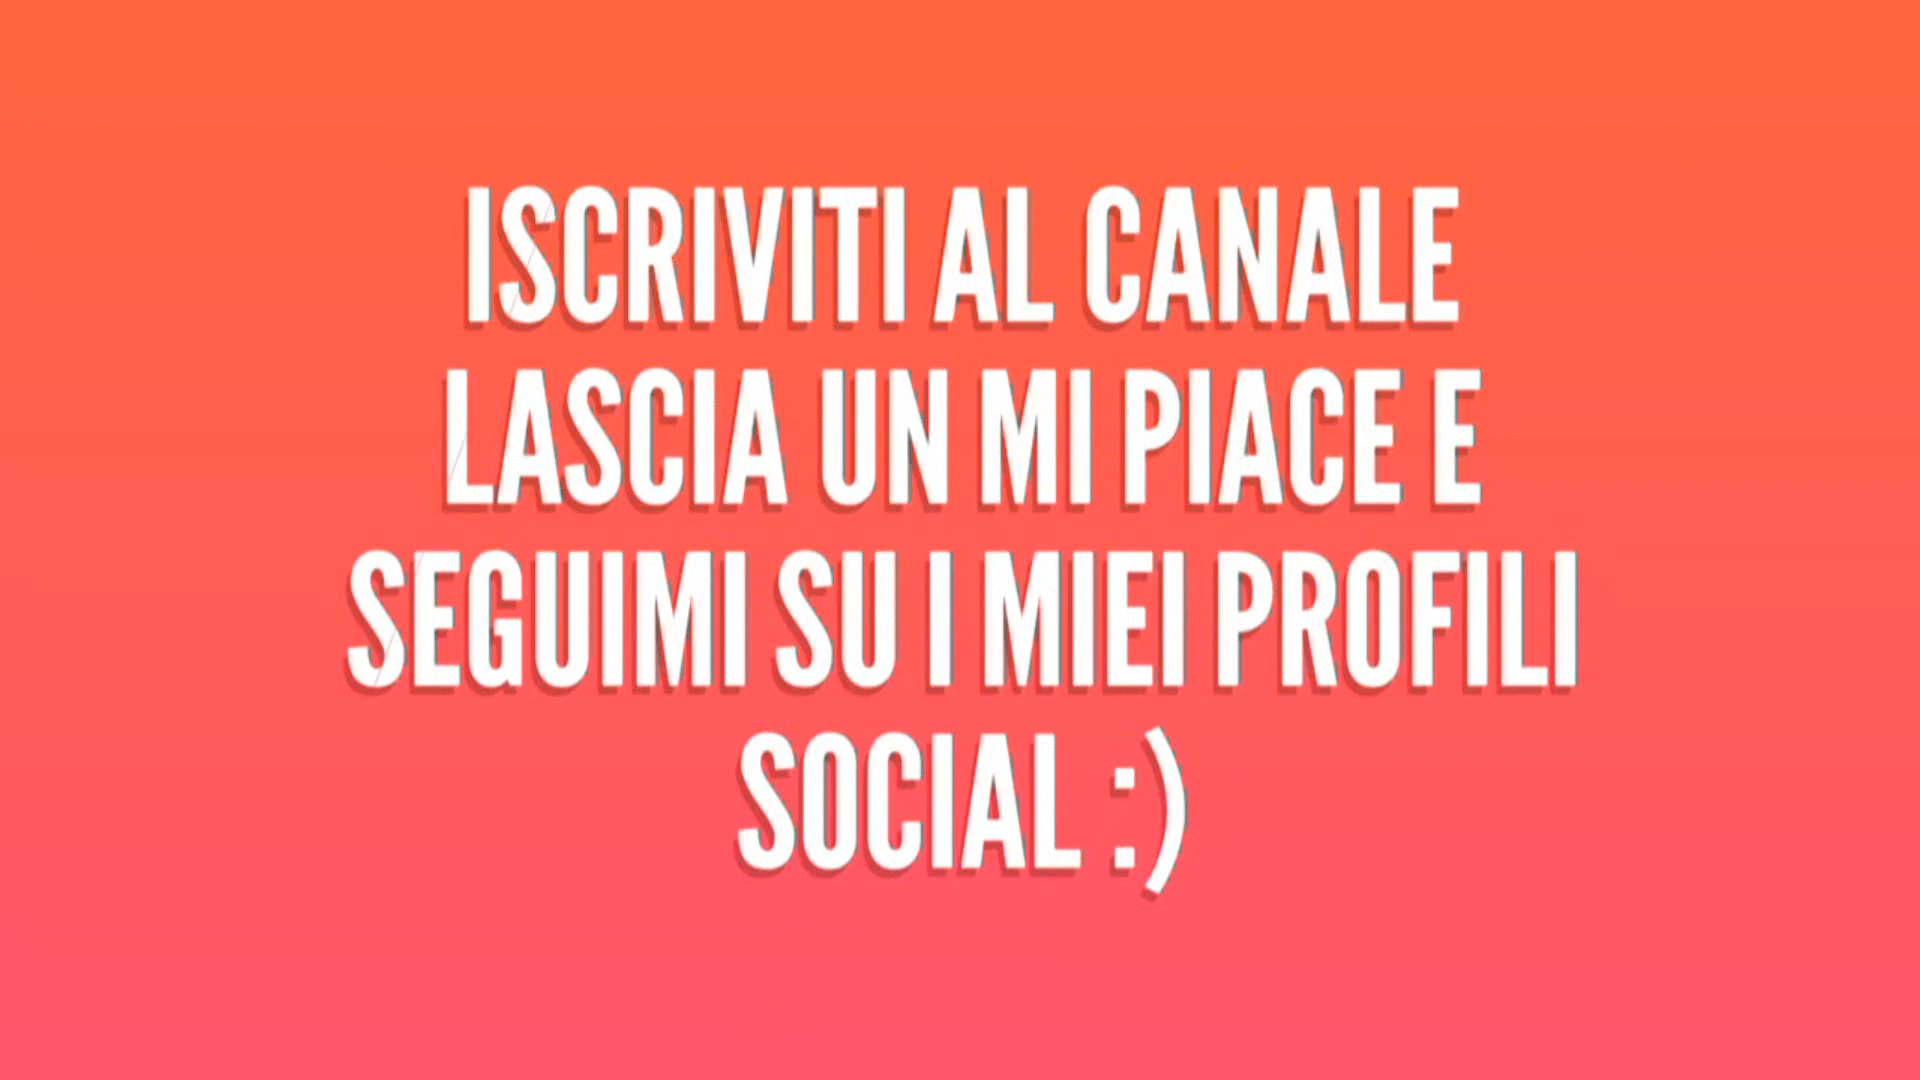 ISCRIVITI AL CANALE
LASCIA UN MI PIACE E
SEGUIMI SU I MIEI PROFILI
SOCIAL :)